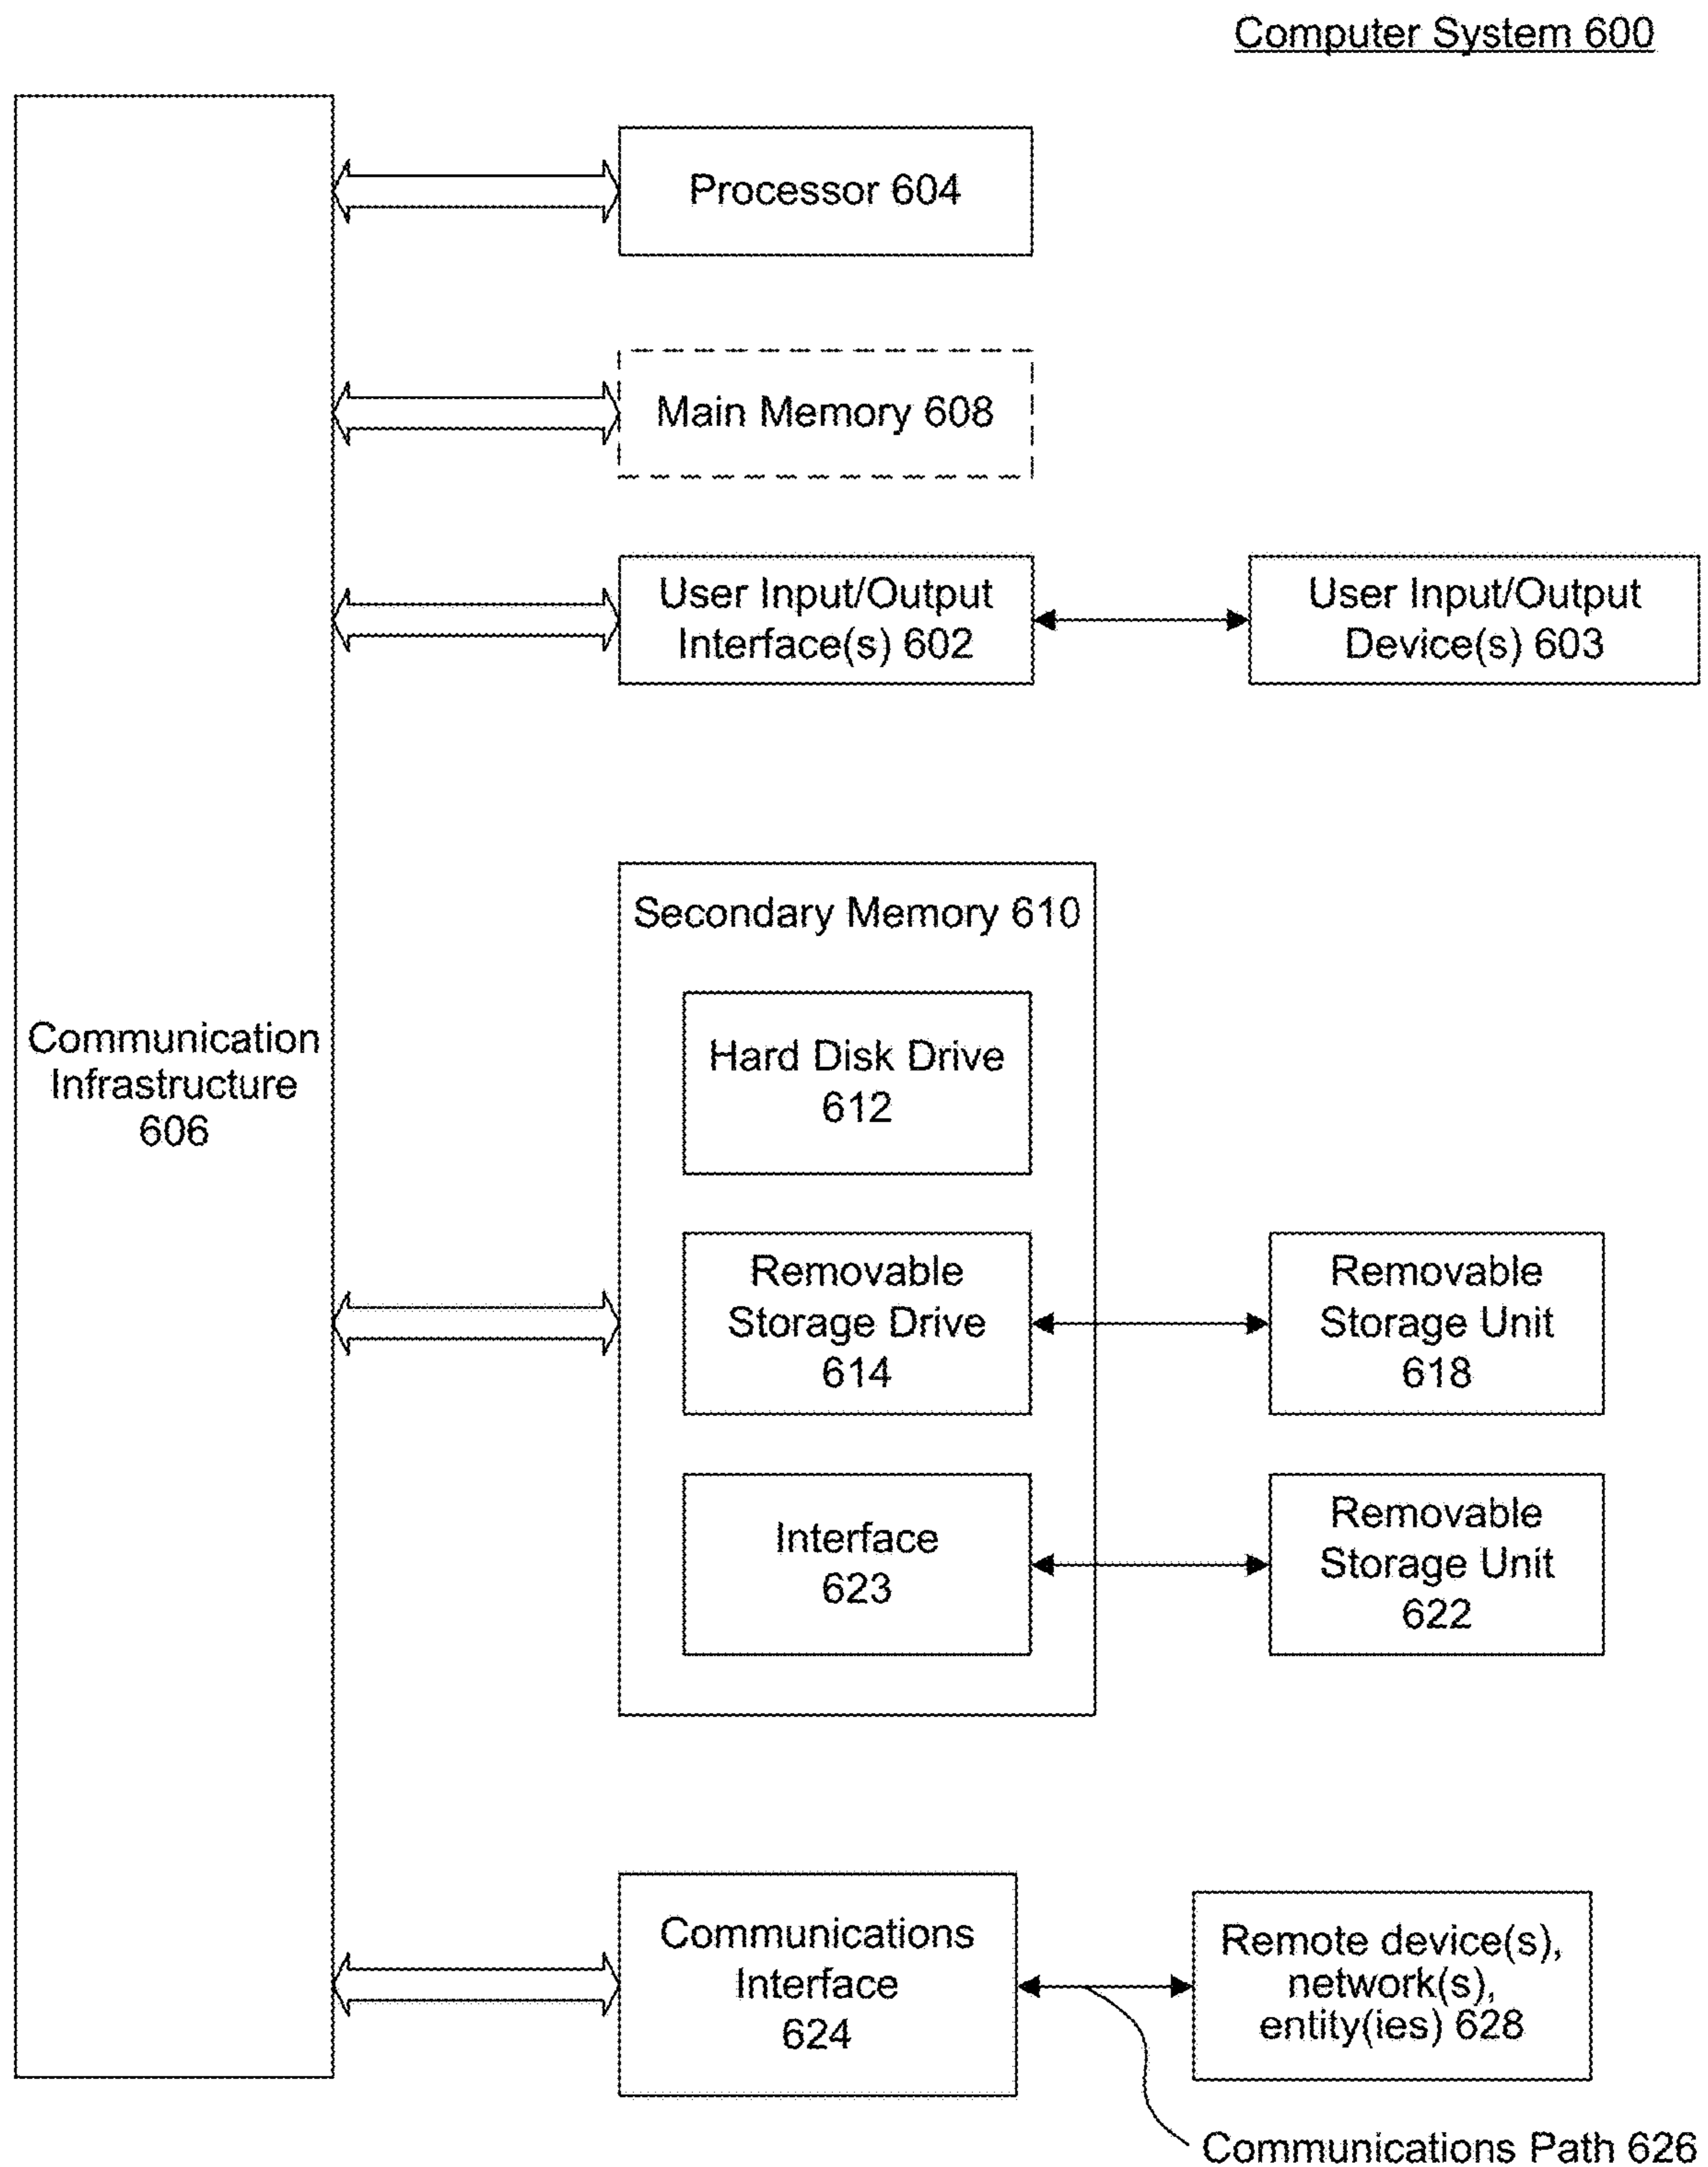 Computer System 600
Processor 604
Main Memory 608
User Input/Output
Interface(s) 602
User Input/Output
Device(s) 603
Communication
Infrastructure
606
Secondary Memory 610
Hard Disk Drive
612
Removable
Storage Drive
614
Removable
Storage Unit
618
Interface
623
Removable
Storage Unit
622
Communications
Interface
624
Remote device(s),
network(s),
entity(ies) 628
Communications Path 626